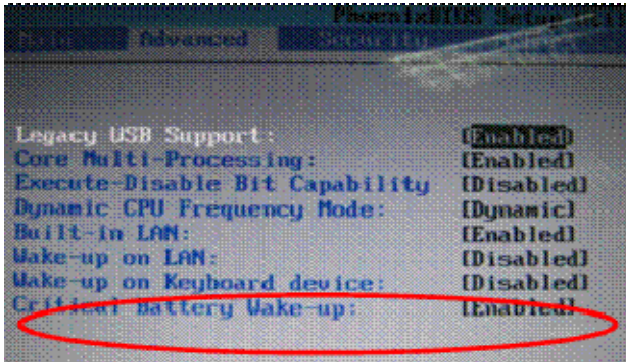 PhoenixBIOS Setup
Main Advanced Security
Legacy USB Support: [Enabled]
Core Multi-Processing: [Enabled]
Execute-Disable Bit Capability [Disabled]
Dynamic CPU Frequency Mode: [Dynamic]
Built-in LAN: [Enabled]
Wake-up on LAN: [Disabled]
Wake-up on Keyboard device: [Disabled]
Critical Battery Wake-up: [Enabled]